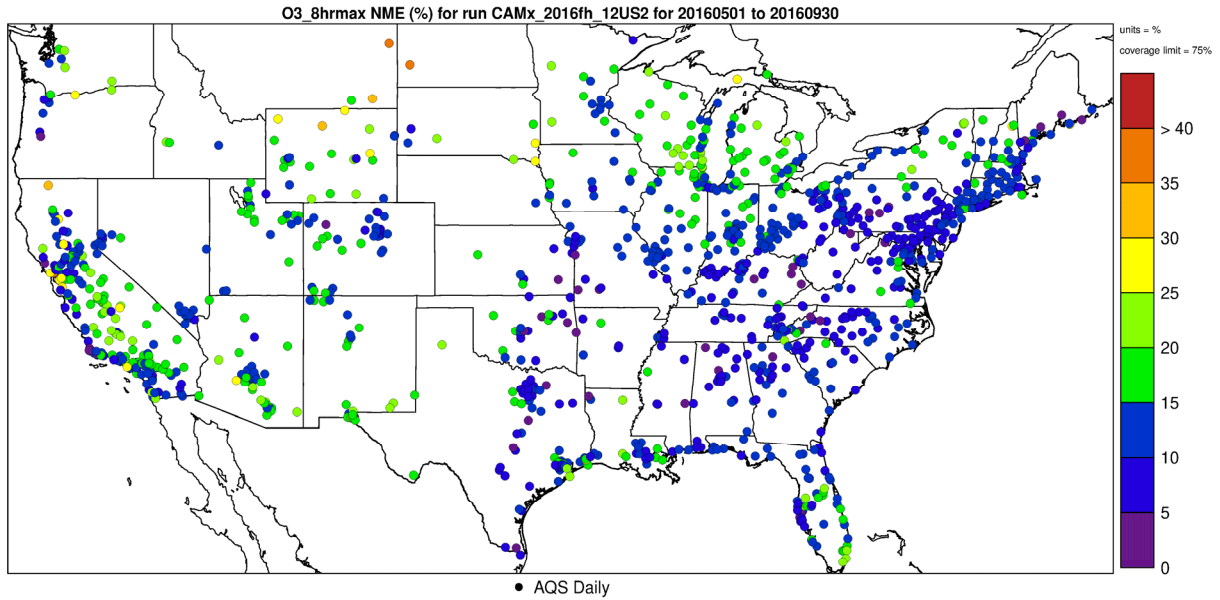 O3_8hrmax NME (%) for run CAMx_2016fh_12US2 for 20160501 to 20160930
units = %
coverage limit = 75%
> 40
35
30
25
20
15
10
5
0
AQS Daily